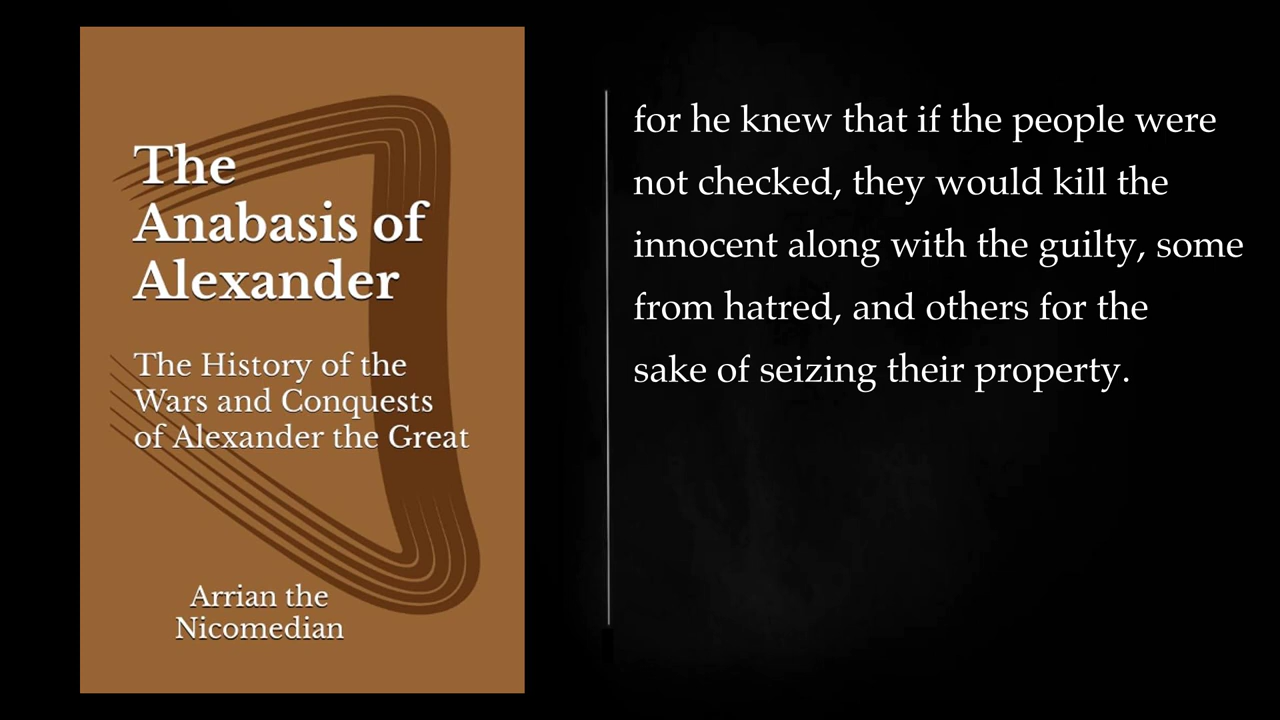 The
Anabasis of
Alexander
The History of the
Wars and Conquests
of Alexander the Great
Arrian the
Nicomedian
for he knew that if the people were
not checked, they would kill the
innocent along with the guilty, some
from hatred, and others for the
sake of seizing their property.